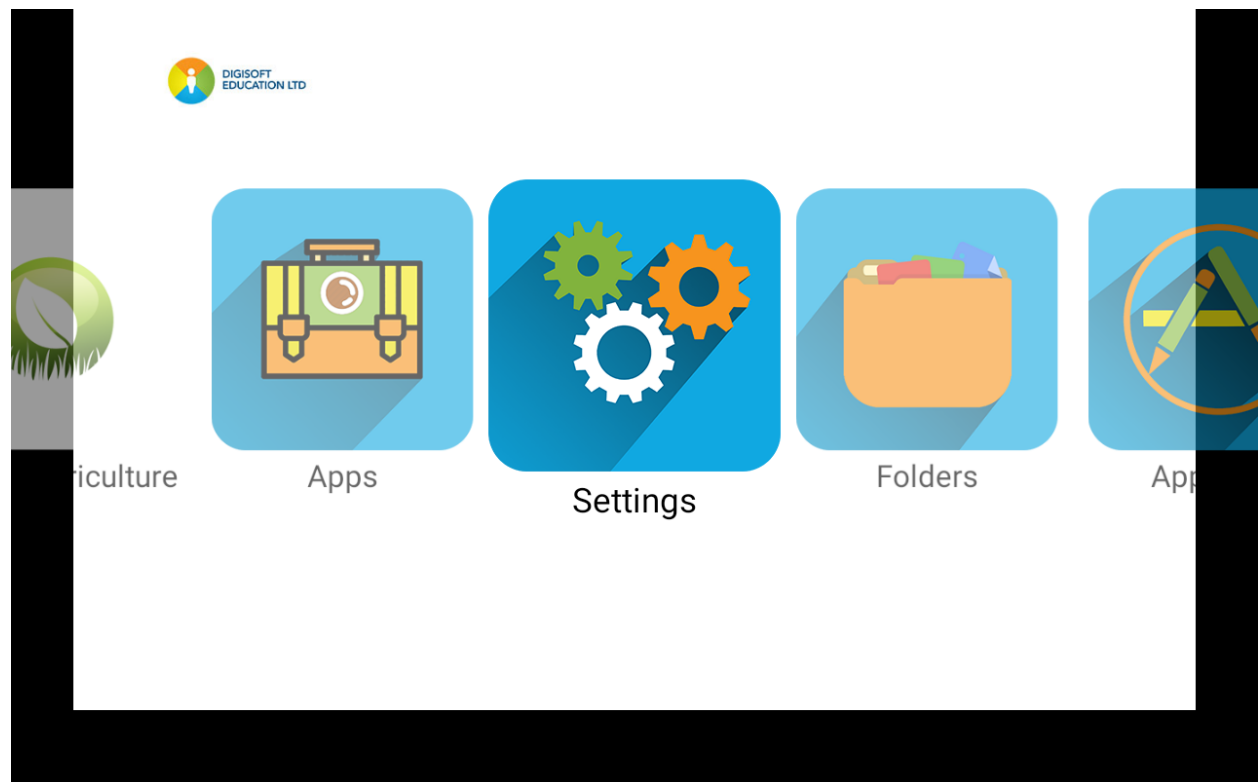 DIGISOFT
EDUCATION LTD
riculture
Apps
Settings
Folders
App